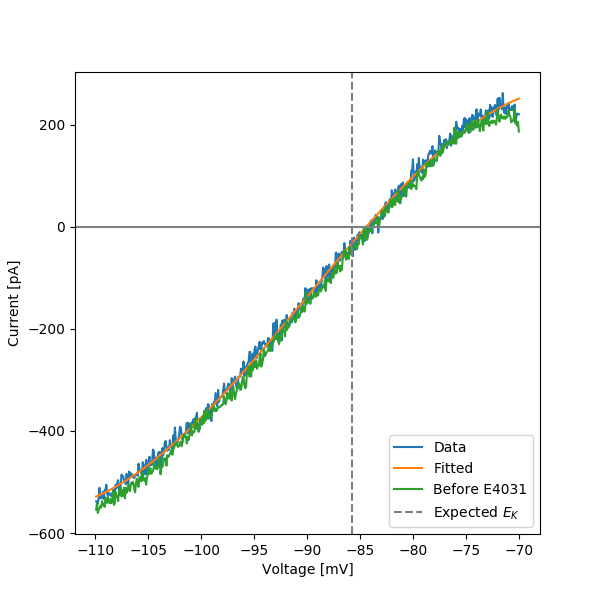 Current [pA]
200
0
−200
−400
−600
−110
−105
−100
−95
−90
−85
−80
−75
−70
Voltage [mV]
Data
Fitted
Before E4031
Expected E_K